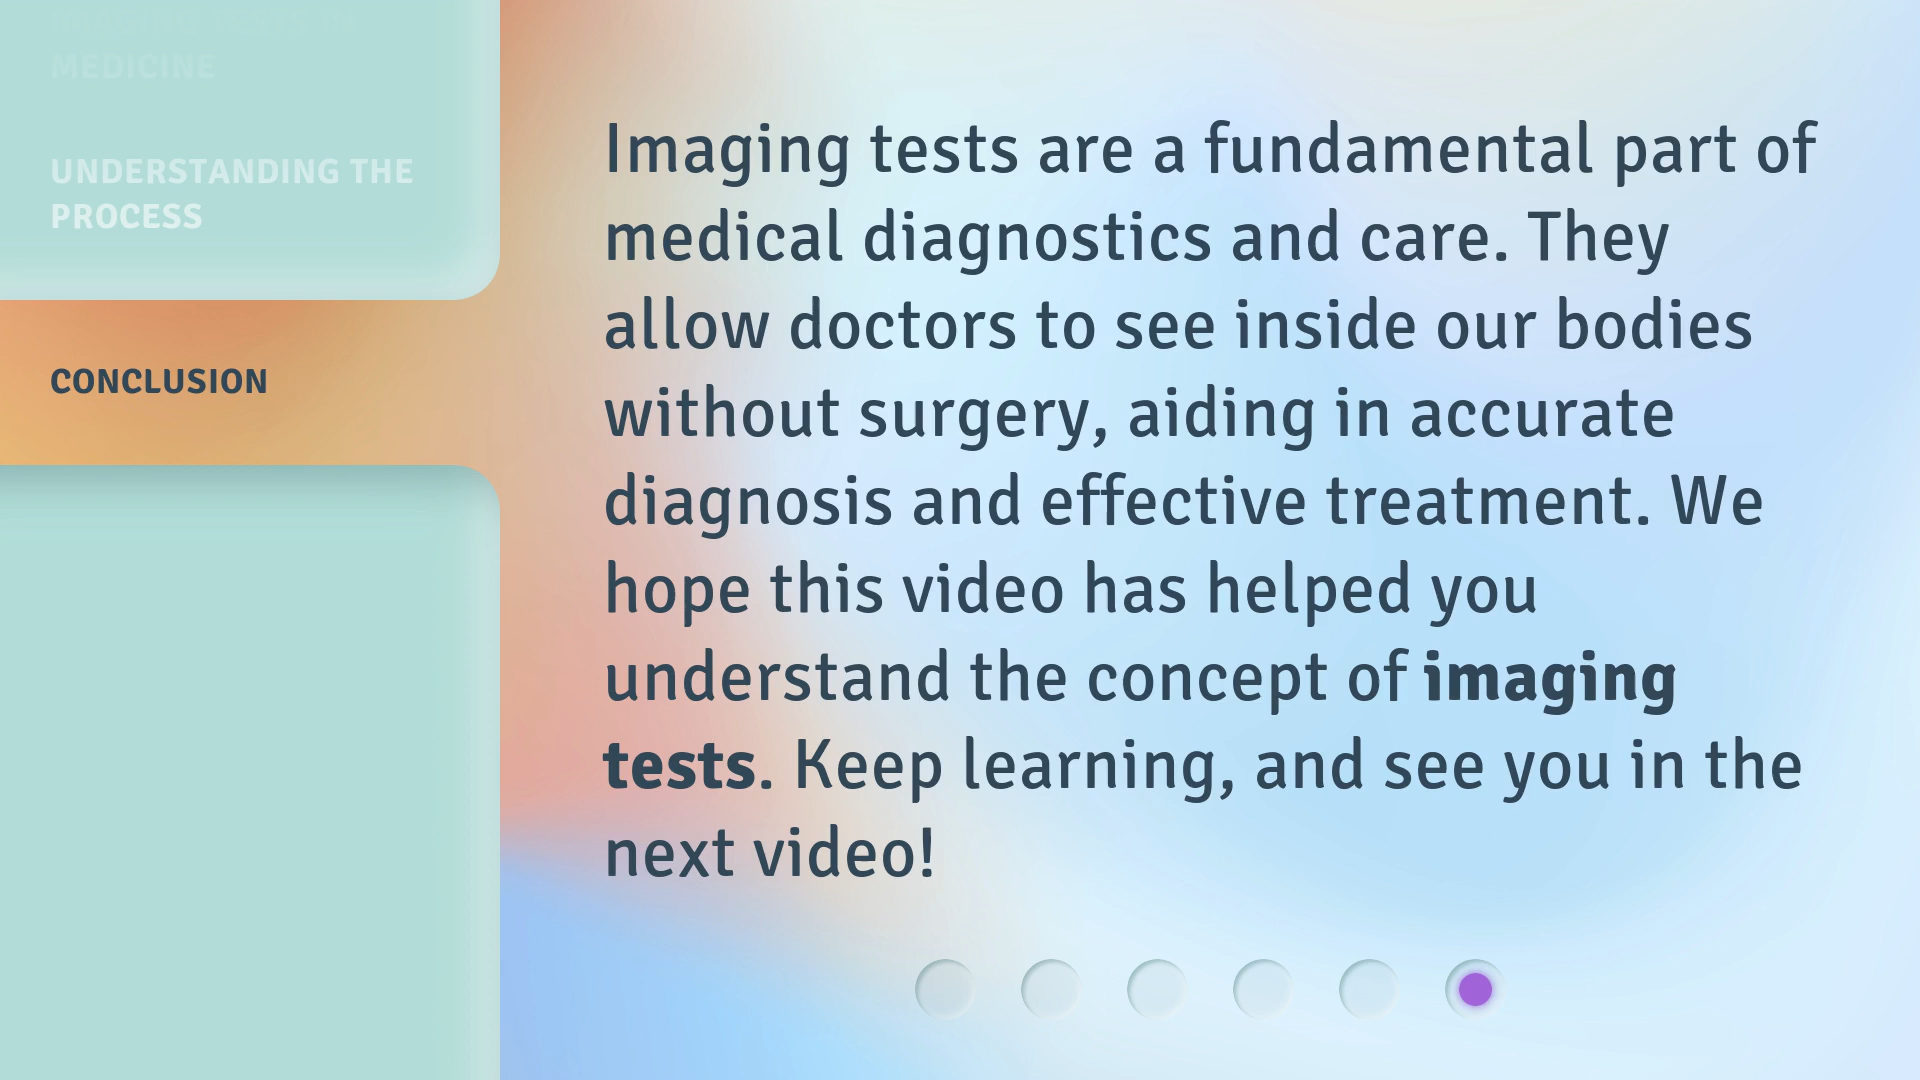 MEDICINE
UNDERSTANDING THE
PROCESS
CONCLUSION
Imaging tests are a fundamental part of
medical diagnostics and care. They
allow doctors to see inside our bodies
without surgery, aiding in accurate
diagnosis and effective treatment. We
hope this video has helped you
understand the concept of imaging
tests. Keep learning, and see you in the
next video!